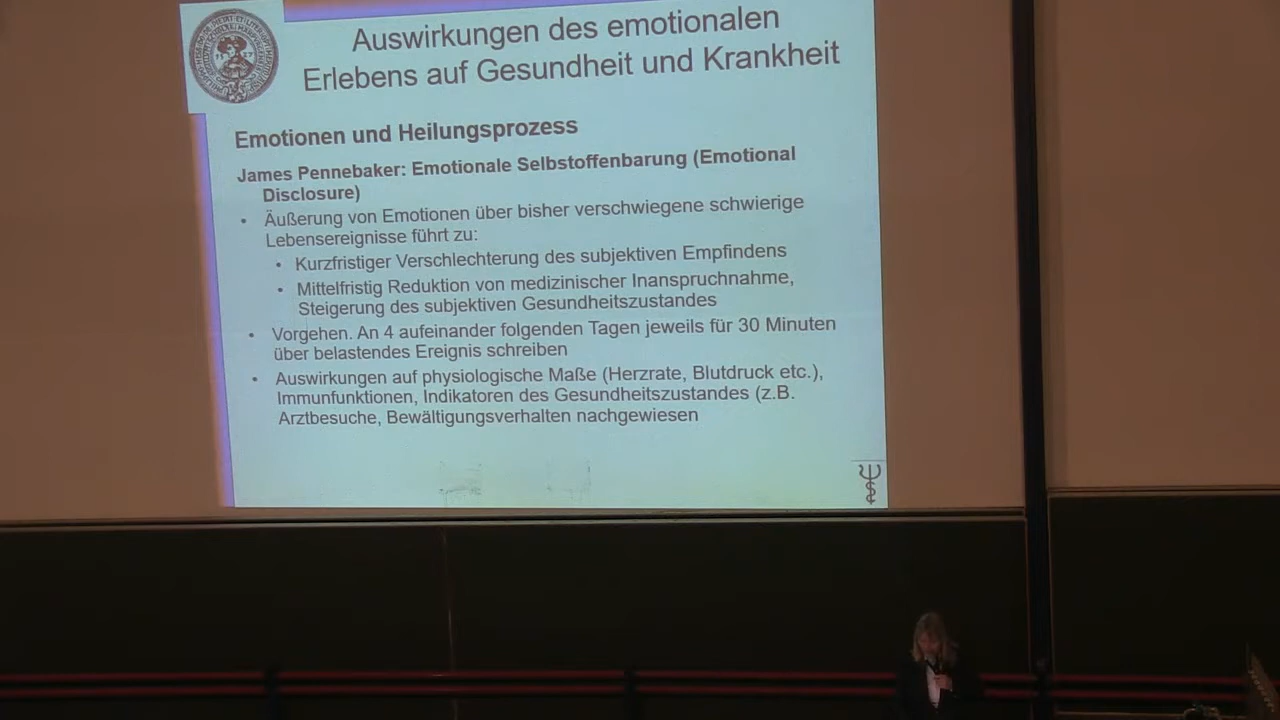 Auswirkungen des emotionalen
Erlebens auf Gesundheit und Krankheit
Emotionen und Heilungsprozess
James Pennebaker: Emotionale Selbstoffenbarung (Emotional
Disclosure)
• Äußerung von Emotionen über bisher verschwiegene schwierige
Lebensereignisse führt zu:
• Kurzfristiger Verschlechterung des subjektiven Empfindens
• Mittelfristig Reduktion von medizinischer Inanspruchnahme,
Steigerung des subjektiven Gesundheitszustandes
• Vorgehen. An 4 aufeinander folgenden Tagen jeweils für 30 Minuten
über belastendes Ereignis schreiben
• Auswirkungen auf physiologische Maße (Herzrate, Blutdruck etc.),
Immunfunktionen, Indikatoren des Gesundheitszustandes (z.B.
Arztbesuche, Bewältigungsverhalten nachgewiesen